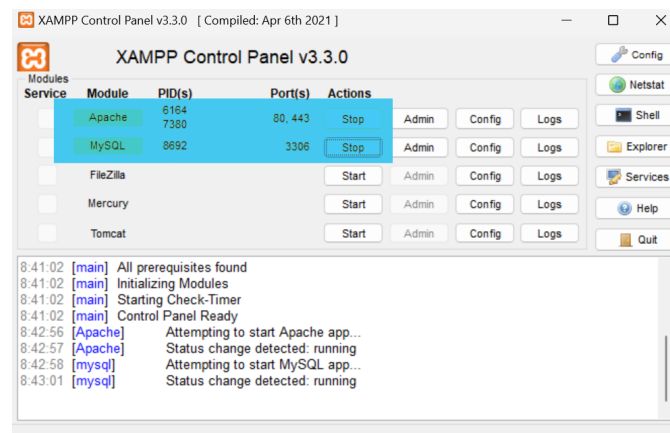 XAMPP Control Panel v3.3.0 [ Compiled: Apr 6th 2021 ]
XAMPP Control Panel v3.3.0
Config
Modules
Service Module PID(s) Port(s) Actions
Netstat
Apache 6164 7380 80, 443 Stop Admin Config Logs
Shell
MySQL 8692 3306 Stop Admin Config Logs
Explorer
FileZilla Start Admin Config Logs
Services
Mercury Start Admin Config Logs
Help
Tomcat Start Admin Config Logs
Quit
8:41:02 [main] All prerequisites found
8:41:02 [main] Initializing Modules
8:41:02 [main] Starting Check-Timer
8:41:02 [main] Control Panel Ready
8:42:56 [Apache] Attempting to start Apache app...
8:42:57 [Apache] Status change detected: running
8:42:58 [mysql] Attempting to start MySQL app...
8:43:01 [mysql] Status change detected: running